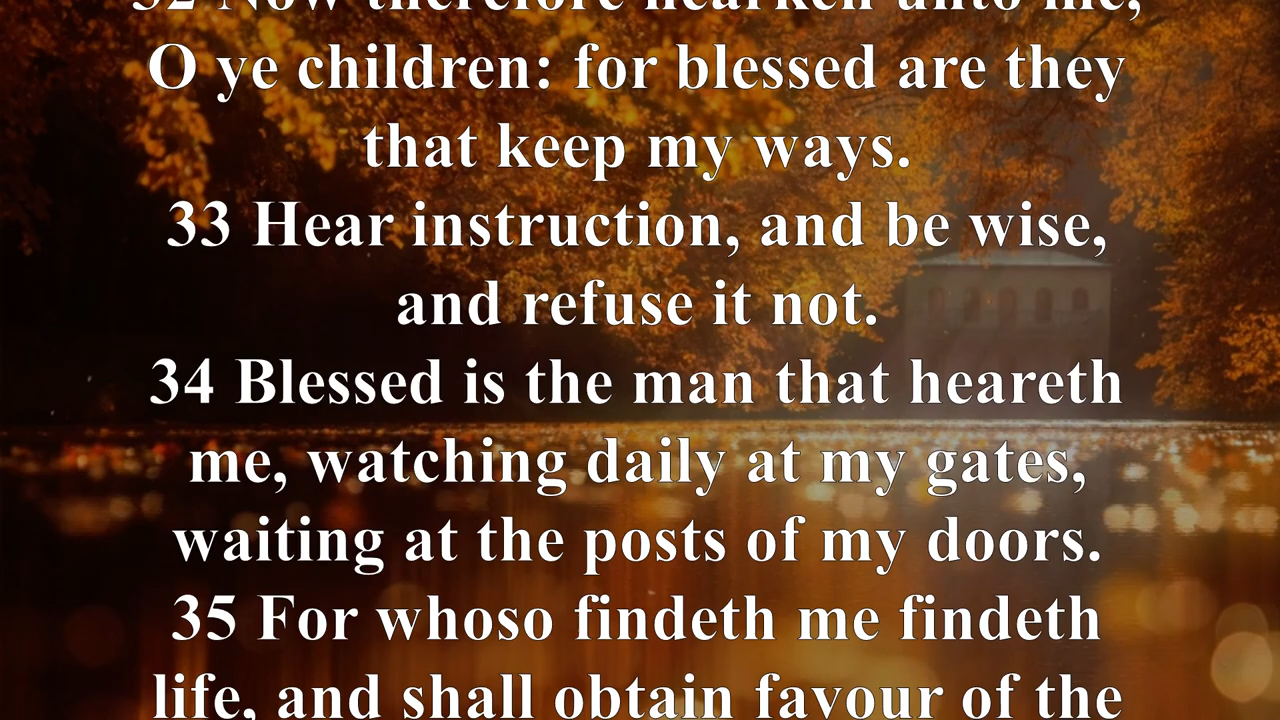 32 Now therefore hearken unto me,
O ye children: for blessed are they
that keep my ways.
33 Hear instruction, and be wise,
and refuse it not.
34 Blessed is the man that heareth
me, watching daily at my gates,
waiting at the posts of my doors.
35 For whoso findeth me findeth
life, and shall obtain favour of the